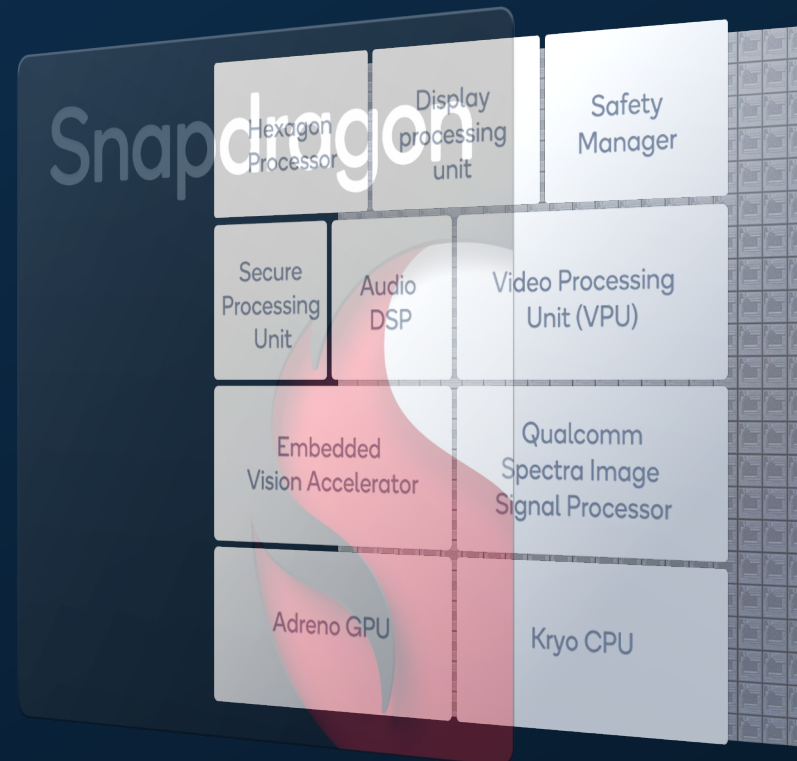 Snapdragon
Hexagon
Processor
Display
processing
unit
Safety
Manager
Secure
Processing
Unit
Audio
DSP
Video Processing
Unit (VPU)
Embedded
Vision Accelerator
Qualcomm
Spectra Image
Signal Processor
Adreno GPU
Kryo CPU